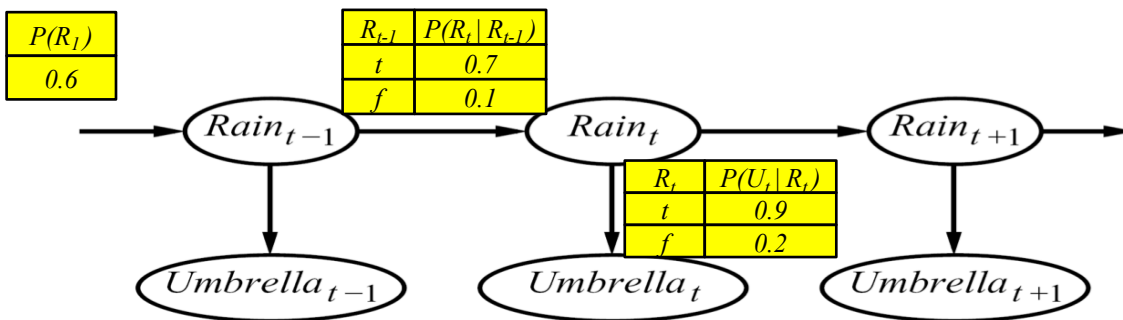 P(R₁)
0.6
Rₜ₋₁ P(Rₜ | Rₜ₋₁)
t 0.7
f 0.1
Rainₜ₋₁ Rainₜ Rainₜ₊₁
Rₜ P(Uₜ | Rₜ)
t 0.9
f 0.2
Umbrellaₜ₋₁ Umbrellaₜ Umbrellaₜ₊₁